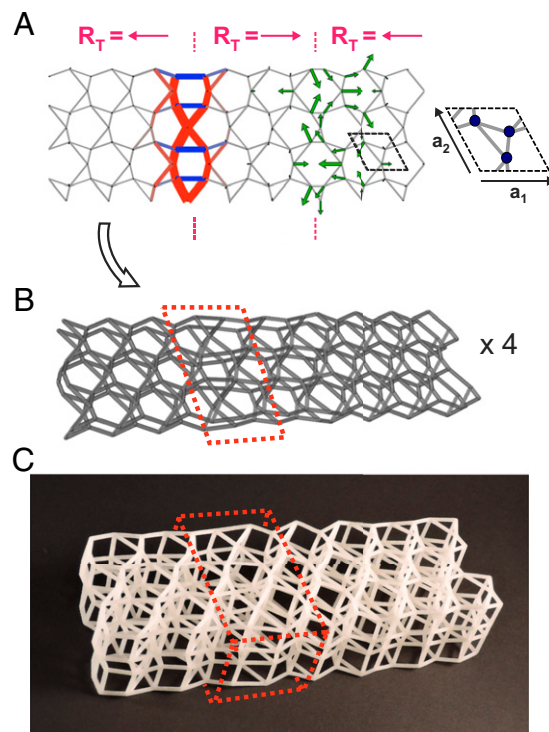 A
R_T = ← R_T = → R_T = ←
a_2
a_1
B
x 4
C